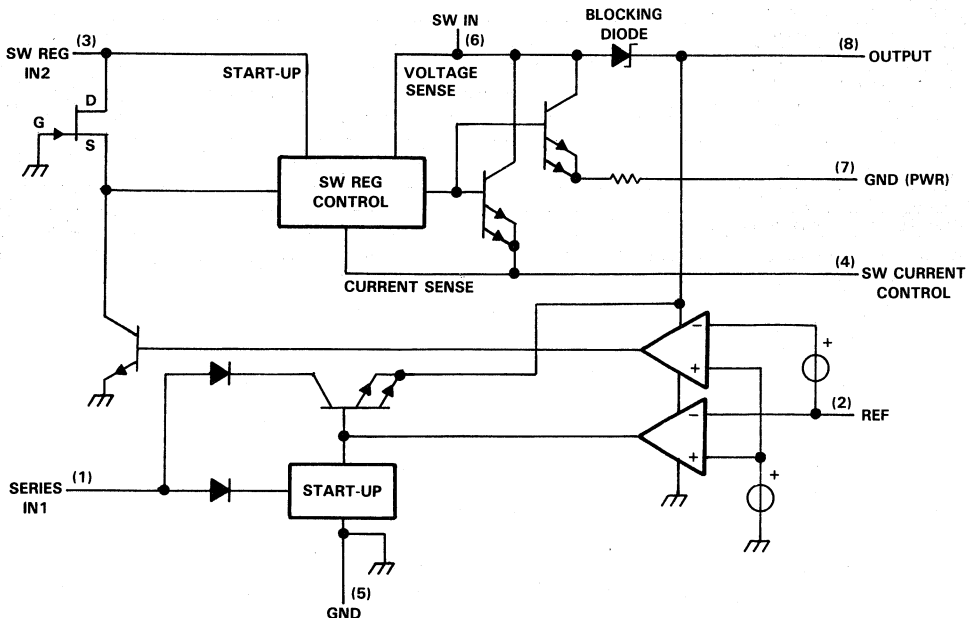 SW IN
(6)
BLOCKING
DIODE
SW REG
IN2
(3)
START-UP
VOLTAGE
SENSE
(8)
OUTPUT
D
G
S
SW REG
CONTROL
(7)
GND (PWR)
CURRENT SENSE
(4)
SW CURRENT
CONTROL
−
+
+
−
+
(2)
REF
+
SERIES
IN1
(1)
START-UP
(5)
GND